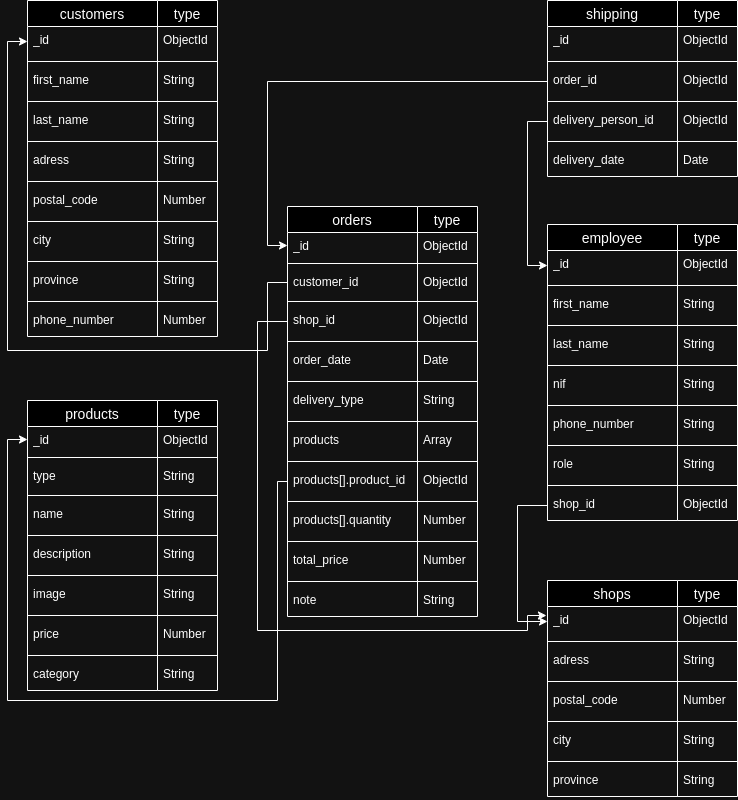 customers type
_id ObjectId
first_name String
last_name String
adress String
postal_code Number
city String
province String
phone_number Number
products type
_id ObjectId
type String
name String
description String
image String
price Number
category String
orders type
_id ObjectId
customer_id ObjectId
shop_id ObjectId
order_date Date
delivery_type String
products Array
products[].product_id ObjectId
products[].quantity Number
total_price Number
note String
shipping type
_id ObjectId
order_id ObjectId
delivery_person_id ObjectId
delivery_date Date
employee type
_id ObjectId
first_name String
last_name String
nif String
phone_number String
role String
shop_id ObjectId
shops type
_id ObjectId
adress String
postal_code Number
city String
province String